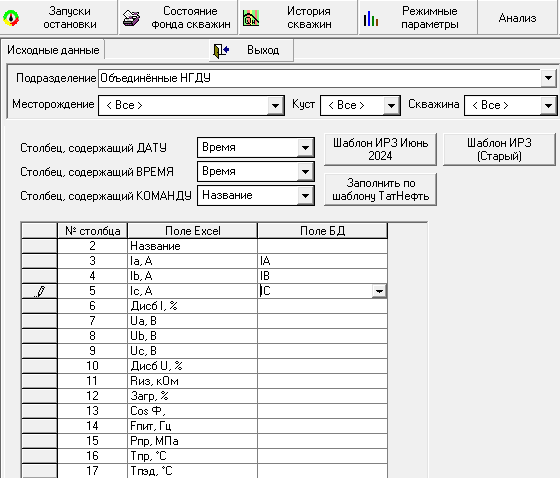 Запуски остановки
Состояние фонда скважин
История скважин
Режимные параметры
Анализ
Исходные данные
Выход
Подразделение Объединённые НГДУ
Месторождение < Все > Куст < Все > Скважина < Все >
Столбец, содержащий ДАТУ Время
Шаблон ИРЗ Июнь 2024
Шаблон ИРЗ (Старый)
Столбец, содержащий ВРЕМЯ Время
Столбец, содержащий КОМАНДУ Название
Заполнить по шаблону ТатНефть
№ столбца Поле Excel Поле БД
2 Название
3 Ia, А IA
4 Ib, А IB
5 Ic, А IC
6 Дисб I, %
7 Ua, В
8 Ub, В
9 Uc, В
10 Дисб U, %
11 Rиз, кОм
12 Загр, %
13 Cos Ф,
14 Fпит, Гц
15 Pпр, МПа
16 Tпр, °C
17 Tпэд, °C